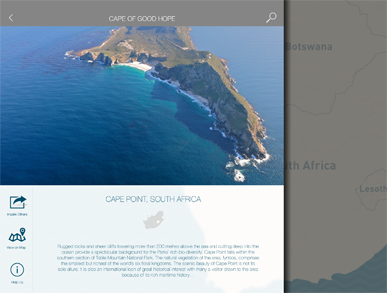 CAPE OF GOOD HOPE
Botswana
uth Africa
Lesoth
CAPE POINT, SOUTH AFRICA
Inspire Others
View on Map
Help Us
Rugged rocks and sheer cliffs towering more than 200 metres above the sea and cutting deep into the
ocean provide a spectacular background for the Parks' rich bio-diversity. Cape Point falls within the
southern section of Table Mountain National Park. The natural vegetation of the area, fynbos, comprises
the smallest but richest of the world's six floral kingdoms. The scenic beauty of Cape Point is not its
sole allure; it is also an international icon of great historical interest with many a visitor drawn to the area
because of its rich maritime history.